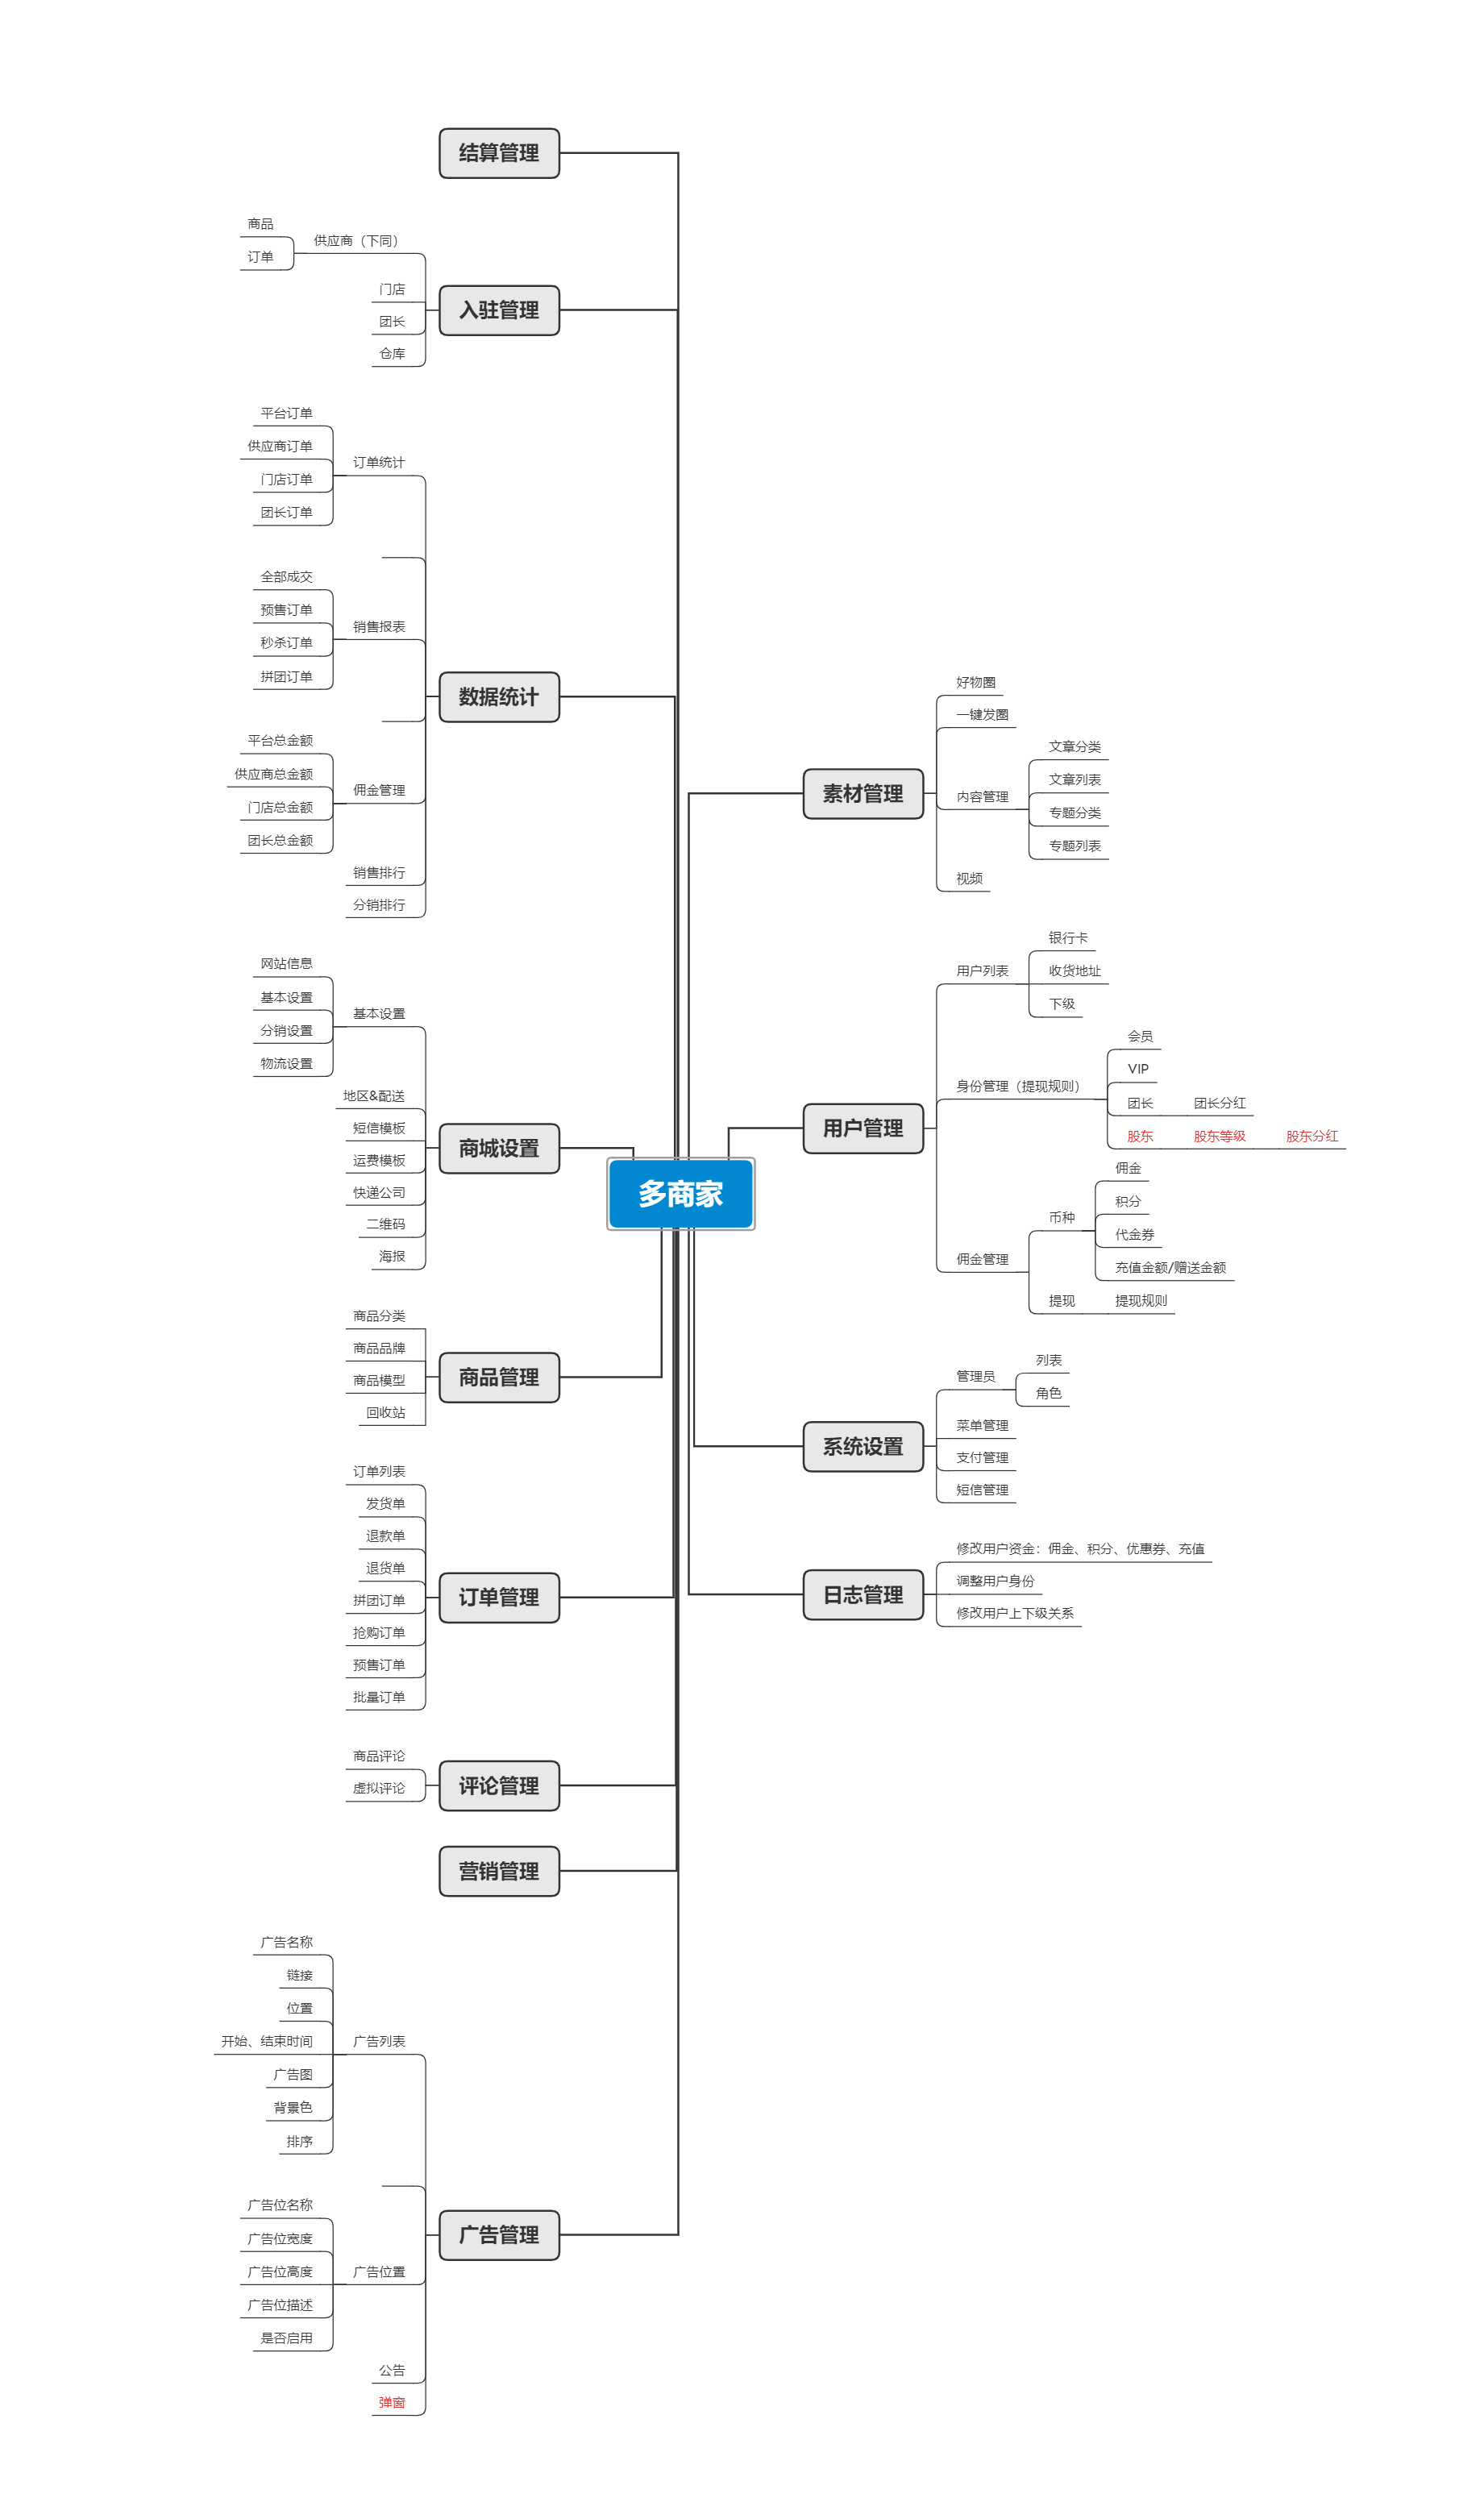 结算管理
商品
订单
供应商（下同）
门店
团长
仓库
入驻管理
平台订单
供应商订单
门店订单
团长订单
订单统计
全部成交
预售订单
秒杀订单
拼团订单
销售报表
平台总金额
供应商总金额
门店总金额
团长总金额
佣金管理
销售排行
分销排行
数据统计
网站信息
基本设置
分销设置
物流设置
基本设置
地区&配送
短信模板
运费模板
快递公司
二维码
海报
商城设置
商品分类
商品品牌
商品模型
回收站
商品管理
订单列表
发货单
退款单
退货单
拼团订单
抢购订单
预售订单
批量订单
订单管理
商品评论
虚拟评论
评论管理
营销管理
广告名称
链接
位置
开始、结束时间
广告图
背景色
排序
广告列表
广告位名称
广告位宽度
广告位高度
广告位描述
是否启用
广告位置
公告
弹窗
广告管理
多商家
素材管理
好物圈
一键发圈
内容管理
文章分类
文章列表
专题分类
专题列表
视频
用户管理
用户列表
银行卡
收货地址
下级
身份管理（提现规则）
会员
VIP
团长
团长分红
股东
股东等级
股东分红
佣金管理
币种
佣金
积分
代金券
充值金额/赠送金额
提现
提现规则
系统设置
管理员
列表
角色
菜单管理
支付管理
短信管理
日志管理
修改用户资金：佣金、积分、优惠券、充值
调整用户身份
修改用户上下级关系